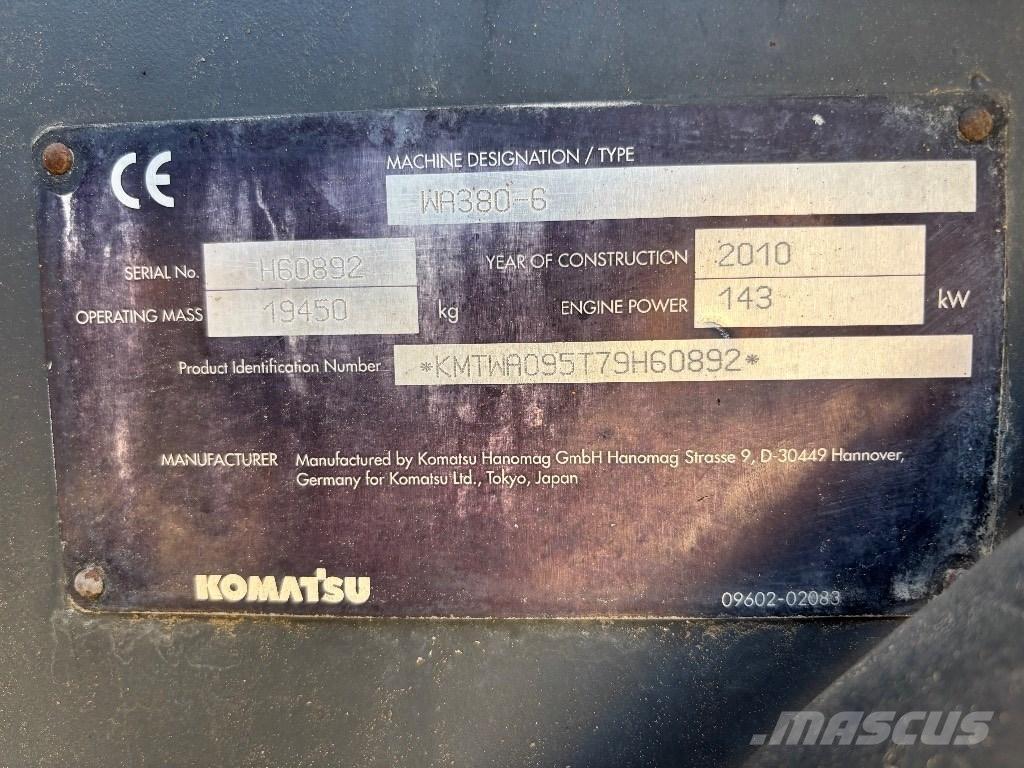 CE
MACHINE DESIGNATION / TYPE
WA380-6
SERIAL No. H60892 YEAR OF CONSTRUCTION 2010
OPERATING MASS 19450 kg ENGINE POWER 143 kW
Product Identification Number *KMTWA095T79H60892*
MANUFACTURER Manufactured by Komatsu Hanomag GmbH Hanomag Strasse 9, D-30449 Hannover,
Germany for Komatsu Ltd., Tokyo, Japan
KOMATSU 09602-02083
MASCUS